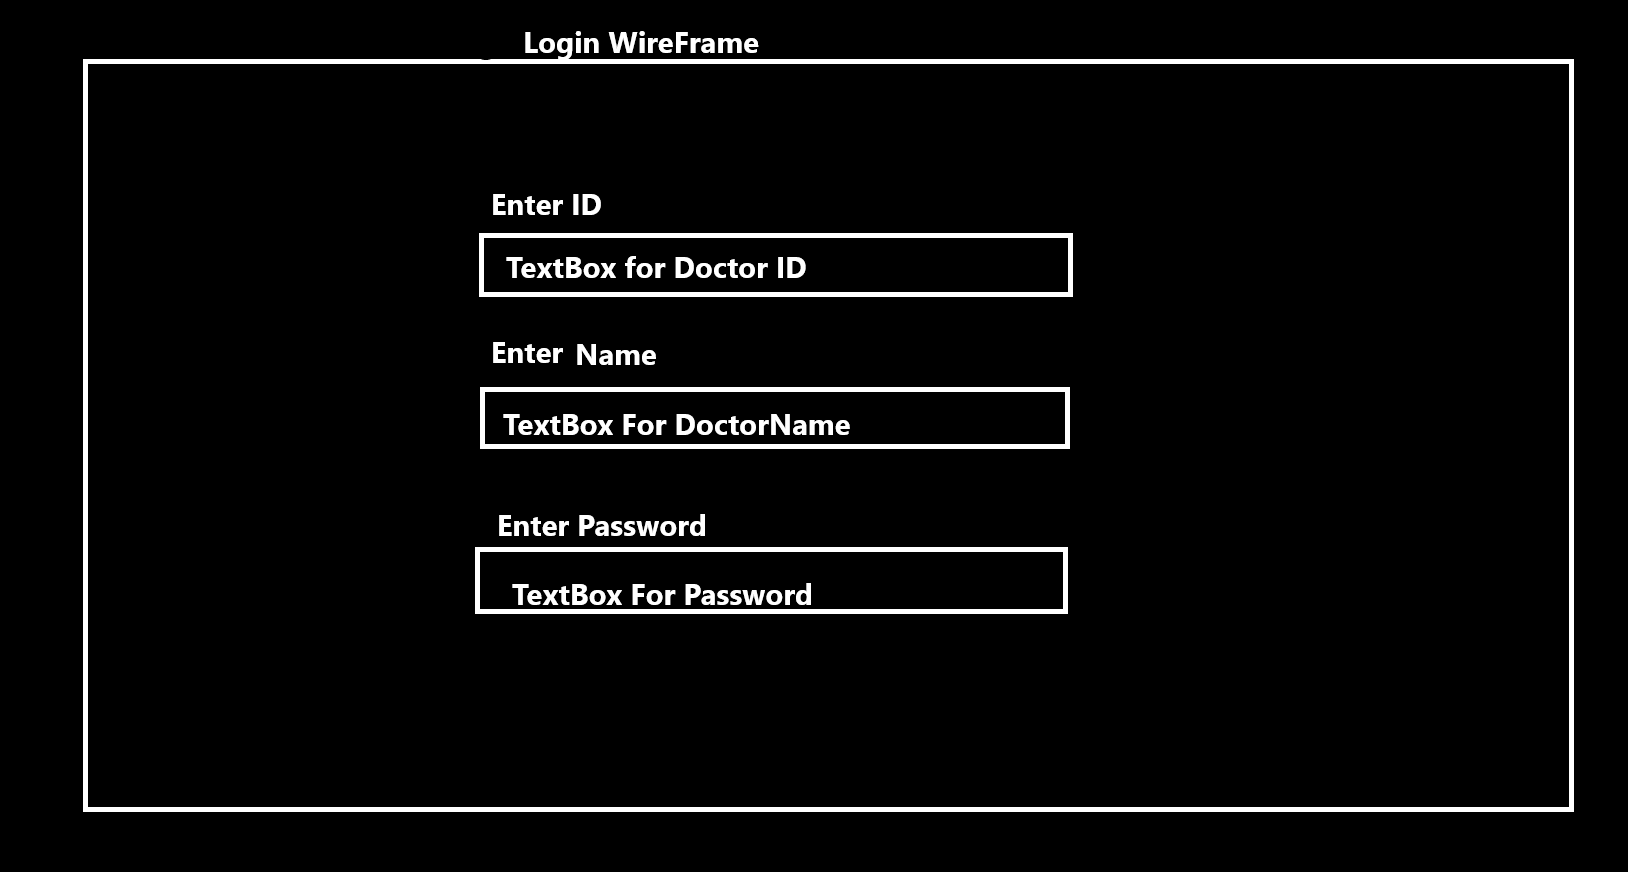 Login WireFrame
Enter ID
TextBox for Doctor ID
Enter Name
TextBox For DoctorName
Enter Password
TextBox For Password